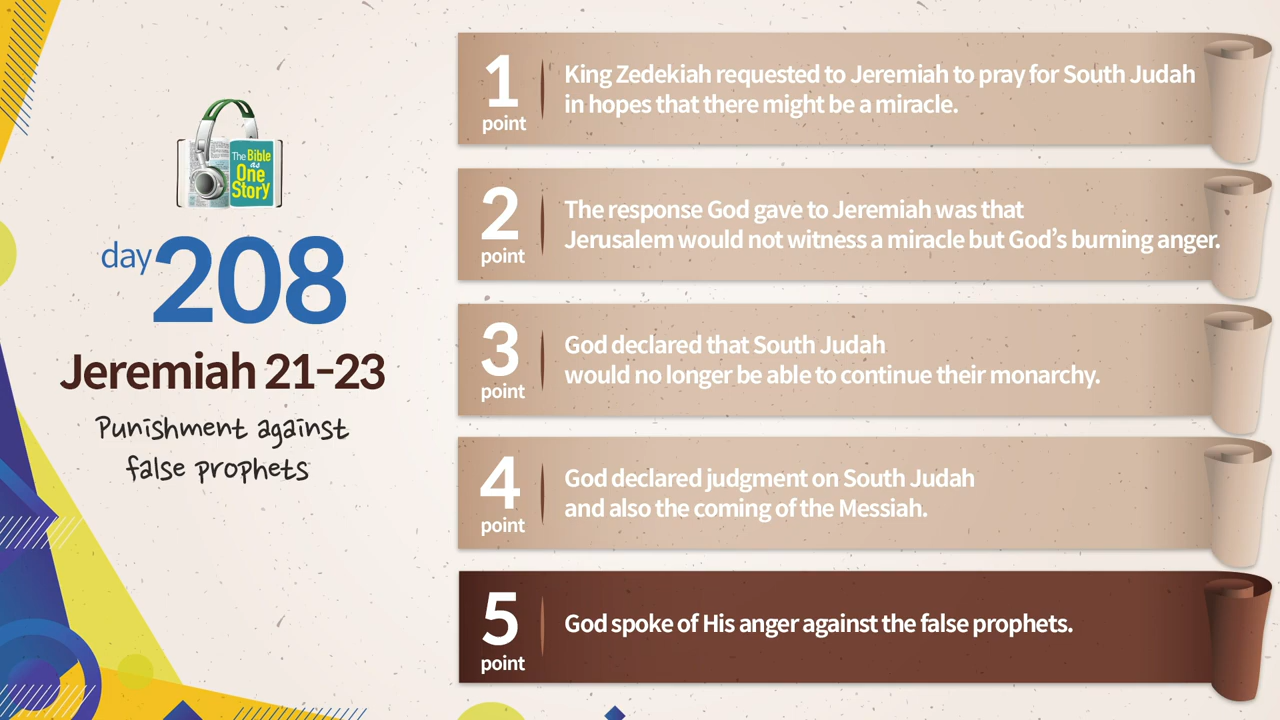 The Bible
as
One
Story
day 208
Jeremiah 21-23
Punishment against
false prophets
1
point
King Zedekiah requested to Jeremiah to pray for South Judah
in hopes that there might be a miracle.
2
point
The response God gave to Jeremiah was that
Jerusalem would not witness a miracle but God's burning anger.
3
point
God declared that South Judah
would no longer be able to continue their monarchy.
4
point
God declared judgment on South Judah
and also the coming of the Messiah.
5
point
God spoke of His anger against the false prophets.